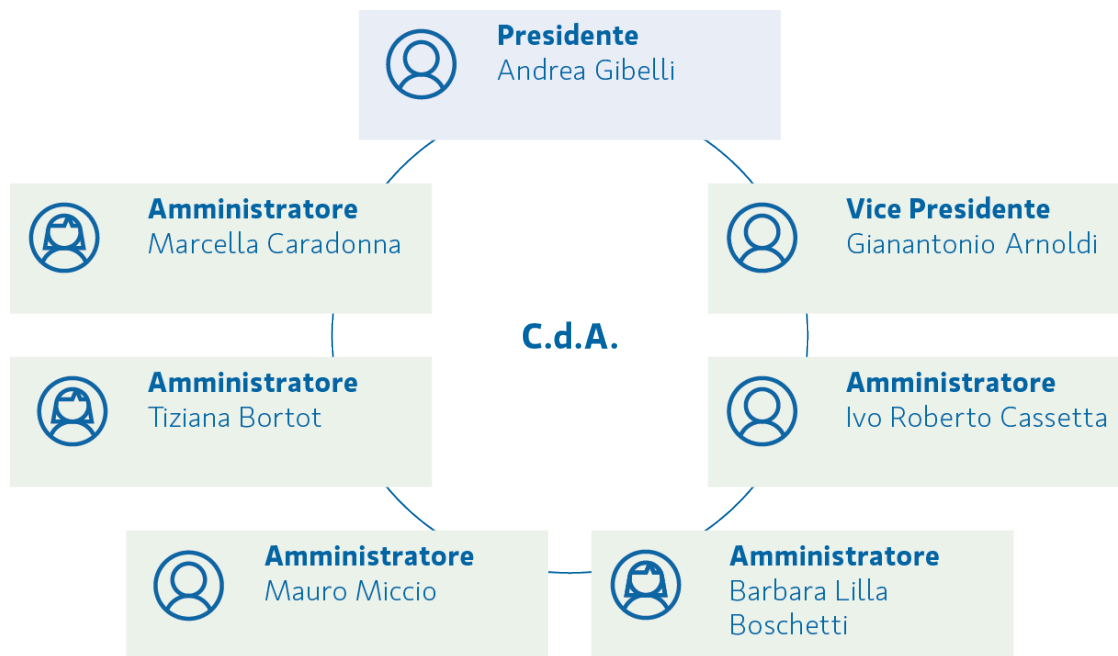 Presidente
Andrea Gibelli
Amministratore
Marcella Caradonna
Vice Presidente
Gianantonio Arnoldi
C.d.A.
Amministratore
Tiziana Bortot
Amministratore
Ivo Roberto Cassetta
Amministratore
Mauro Miccio
Amministratore
Barbara Lilla
Boschetti